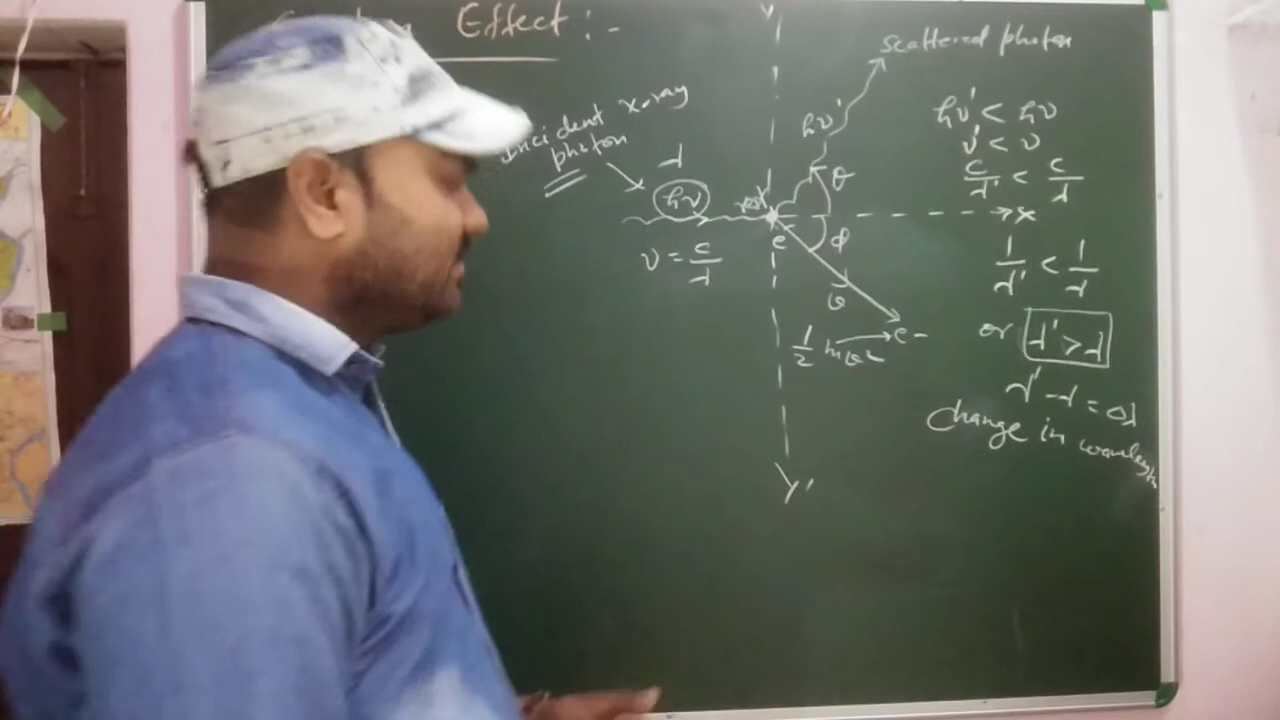 Effect :-
Y
scattered photon
Incident x-ray
photon
λ
hν
ν = c/λ
rest
e
hν'
θ
φ
x
v
e-
1/2 mv²
Y'
hν' < hν
ν' < ν
c/λ' < c/λ
1/λ' < 1/λ
or λ' > λ
λ' - λ = Δλ
Change in wavelength